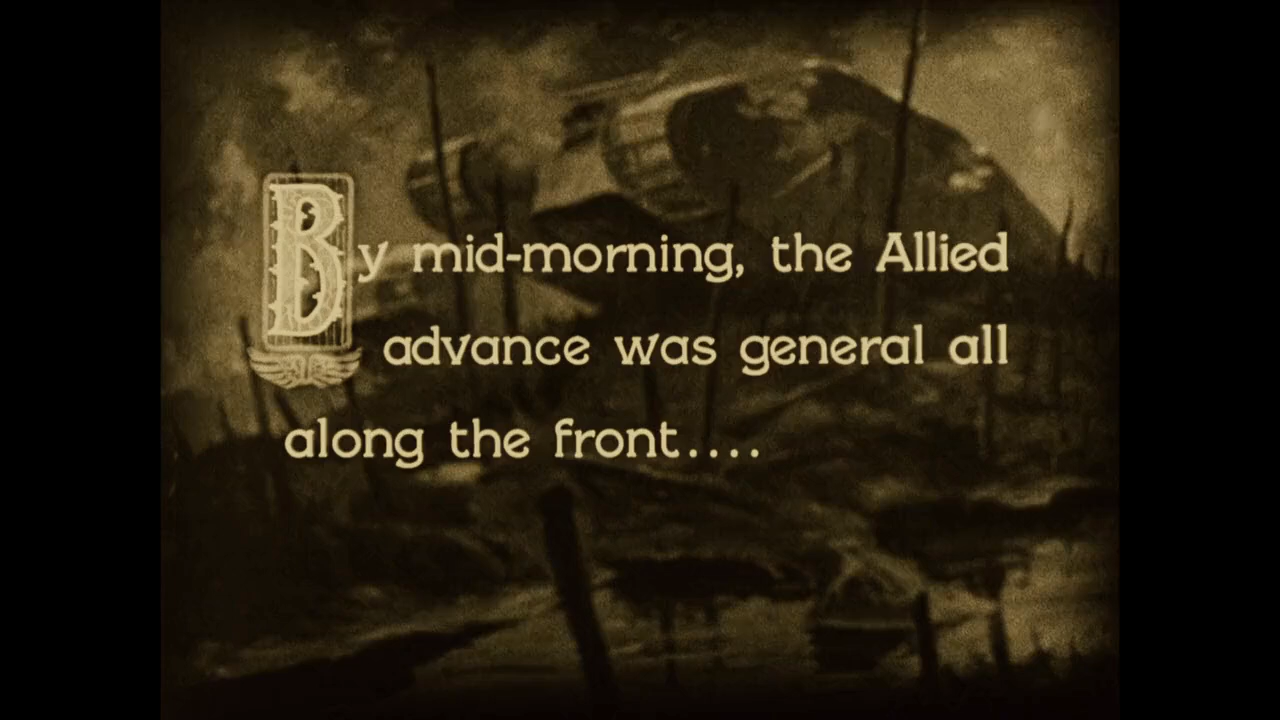 By mid-morning, the Allied
advance was general all
along the front....